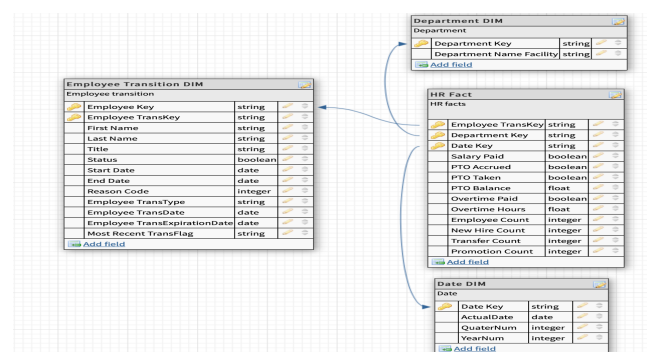 Department DIM
Department
Department Key string
Department Name Facility string
Add field
Employee Transition DIM
Employee transition
Employee Key string
Employee TransKey string
First Name string
Last Name string
Title string
Status boolean
Start Date date
End Date date
Reason Code integer
Employee TransType string
Employee TransDate date
Employee TransExpirationDate date
Most Recent TransFlag string
Add field
HR Fact
HR facts
Employee TransKey string
Department Key string
Date Key string
Salary Paid boolean
PTO Accrued boolean
PTO Taken boolean
PTO Balance float
Overtime Paid boolean
Overtime Hours float
Employee Count integer
New Hire Count integer
Transfer Count integer
Promotion Count integer
Add field
Date DIM
Date
Date Key string
ActualDate date
QuaterNum integer
YearNum integer
Add field